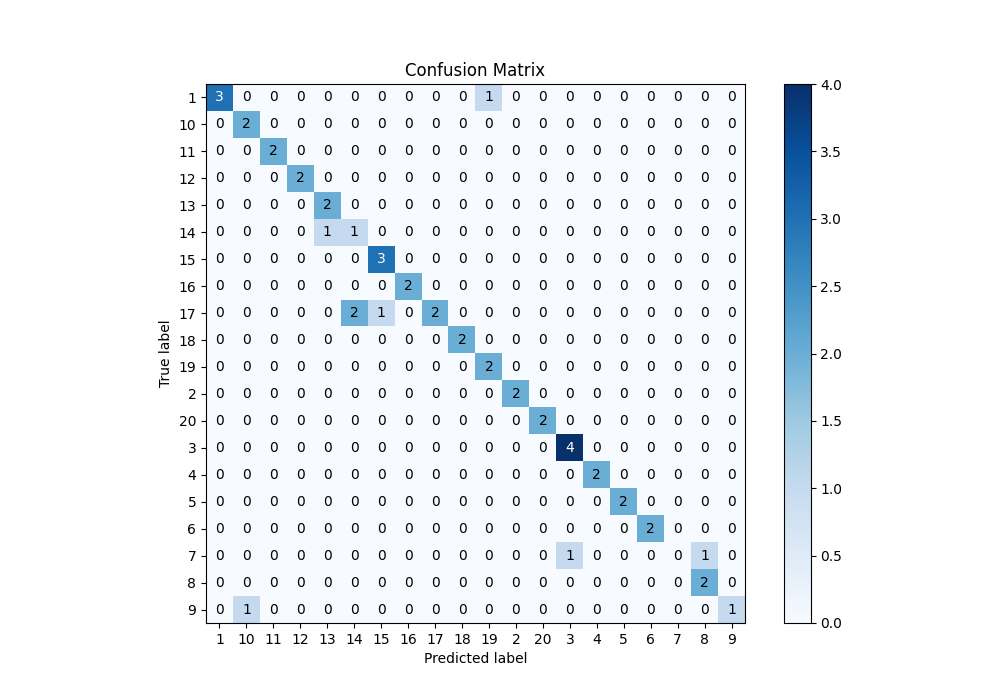 Confusion Matrix
1 3 0 0 0 0 0 0 0 0 0 1 0 0 0 0 0 0 0 0 0
10 0 2 0 0 0 0 0 0 0 0 0 0 0 0 0 0 0 0 0 0
11 0 0 2 0 0 0 0 0 0 0 0 0 0 0 0 0 0 0 0 0
12 0 0 0 2 0 0 0 0 0 0 0 0 0 0 0 0 0 0 0 0
13 0 0 0 0 2 0 0 0 0 0 0 0 0 0 0 0 0 0 0 0
14 0 0 0 0 1 1 0 0 0 0 0 0 0 0 0 0 0 0 0 0
15 0 0 0 0 0 0 3 0 0 0 0 0 0 0 0 0 0 0 0 0
16 0 0 0 0 0 0 0 2 0 0 0 0 0 0 0 0 0 0 0 0
17 0 0 0 0 0 2 1 0 2 0 0 0 0 0 0 0 0 0 0 0
18 0 0 0 0 0 0 0 0 0 2 0 0 0 0 0 0 0 0 0 0
19 0 0 0 0 0 0 0 0 0 0 2 0 0 0 0 0 0 0 0 0
2 0 0 0 0 0 0 0 0 0 0 0 2 0 0 0 0 0 0 0 0
20 0 0 0 0 0 0 0 0 0 0 0 0 2 0 0 0 0 0 0 0
3 0 0 0 0 0 0 0 0 0 0 0 0 0 4 0 0 0 0 0 0
4 0 0 0 0 0 0 0 0 0 0 0 0 0 0 2 0 0 0 0 0
5 0 0 0 0 0 0 0 0 0 0 0 0 0 0 0 2 0 0 0 0
6 0 0 0 0 0 0 0 0 0 0 0 0 0 0 0 0 2 0 0 0
7 0 0 0 0 0 0 0 0 0 0 0 0 0 1 0 0 0 0 1 0
8 0 0 0 0 0 0 0 0 0 0 0 0 0 0 0 0 0 0 2 0
9 0 1 0 0 0 0 0 0 0 0 0 0 0 0 0 0 0 0 0 1
1 10 11 12 13 14 15 16 17 18 19 2 20 3 4 5 6 7 8 9
Predicted label
True label
4.0
3.5
3.0
2.5
2.0
1.5
1.0
0.5
0.0